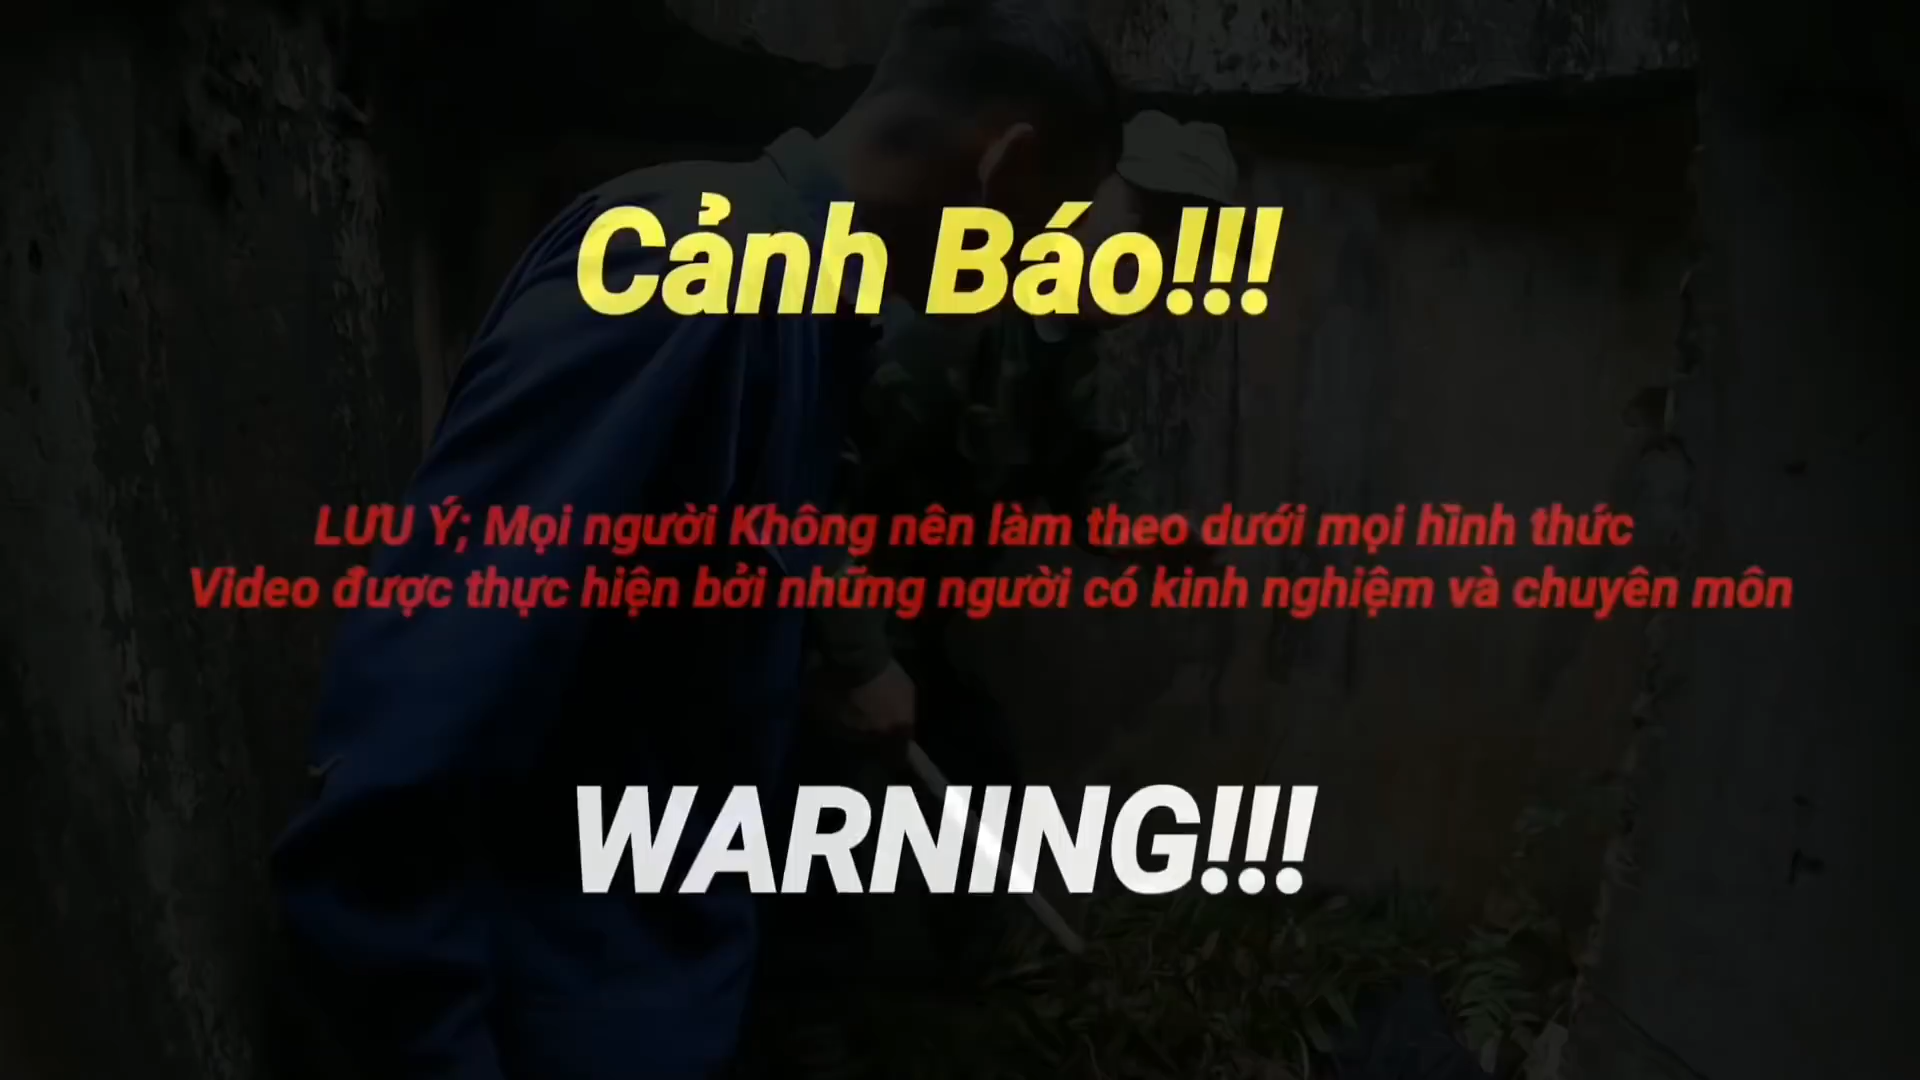 Cảnh Báo!!!
LƯU Ý; Mọi người Không nên làm theo dưới mọi hình thức
Video được thực hiện bởi những người có kinh nghiệm và chuyên môn
WARNING!!!